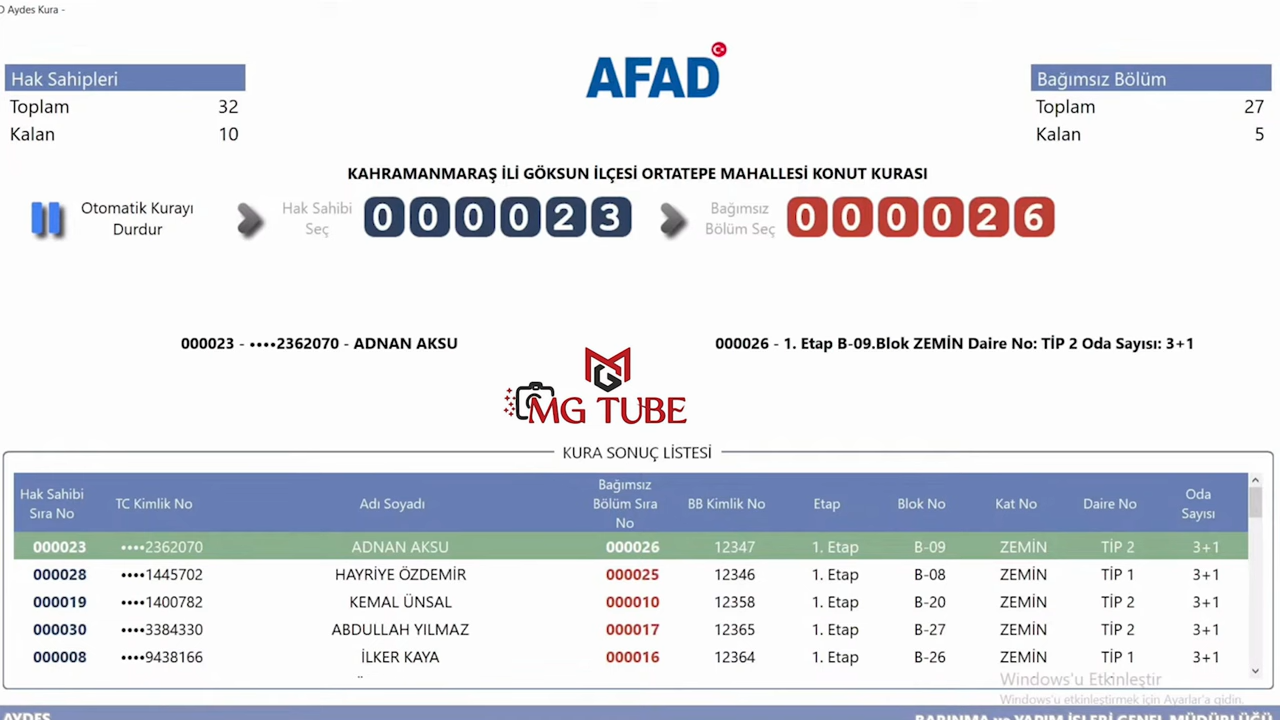 Aydes Kura -
AFAD
Hak Sahipleri
Toplam 32
Kalan 10
Bağımsız Bölüm
Toplam 27
Kalan 5
KAHRAMANMARAŞ İLİ GÖKSUN İLÇESİ ORTATEPE MAHALLESİ KONUT KURASI
Otomatik Kurayı
Durdur
Hak Sahibi
Seç
000023
Bağımsız
Bölüm Seç
000026
000023 - ••••2362070 - ADNAN AKSU
000026 - 1. Etap B-09.Blok ZEMİN Daire No: TİP 2 Oda Sayısı: 3+1
MG TUBE
KURA SONUÇ LİSTESİ
Hak Sahibi Sıra No TC Kimlik No Adı Soyadı Bağımsız Bölüm Sıra No BB Kimlik No Etap Blok No Kat No Daire No Oda Sayısı
000023 ••••2362070 ADNAN AKSU 000026 12347 1. Etap B-09 ZEMİN TİP 2 3+1
000028 ••••1445702 HAYRİYE ÖZDEMİR 000025 12346 1. Etap B-08 ZEMİN TİP 1 3+1
000019 ••••1400782 KEMAL ÜNSAL 000010 12358 1. Etap B-20 ZEMİN TİP 2 3+1
000030 ••••3384330 ABDULLAH YILMAZ 000017 12365 1. Etap B-27 ZEMİN TİP 2 3+1
000008 ••••9438166 İLKER KAYA 000016 12364 1. Etap B-26 ZEMİN TİP 1 3+1
Windows'u Etkinleştir
Windows'u etkinleştirmek için Ayarlar'a gidin.
AYDES
BARINMA ve YAPIM İŞLERİ GENEL MÜDÜRLÜĞÜ